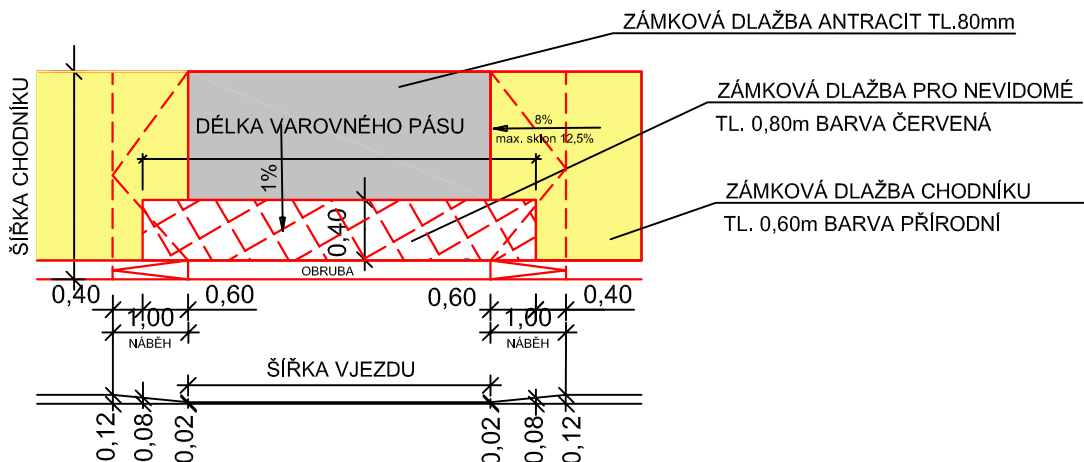 ZÁMKOVÁ DLAŽBA ANTRACIT TL.80mm
ZÁMKOVÁ DLAŽBA PRO NEVIDOMÉ
TL. 0,80m BARVA ČERVENÁ
ZÁMKOVÁ DLAŽBA CHODNÍKU
TL. 0,60m BARVA PŘÍRODNÍ
ŠÍŘKA CHODNÍKU
DÉLKA VAROVNÉHO PÁSU
8%
max. sklon 12,5%
1%
0,40
OBRUBA
0,40
0,60
0,60
0,40
1,00
1,00
NÁBĚH
NÁBĚH
ŠÍŘKA VJEZDU
0,12
0,08
0,02
0,02
0,08
0,12